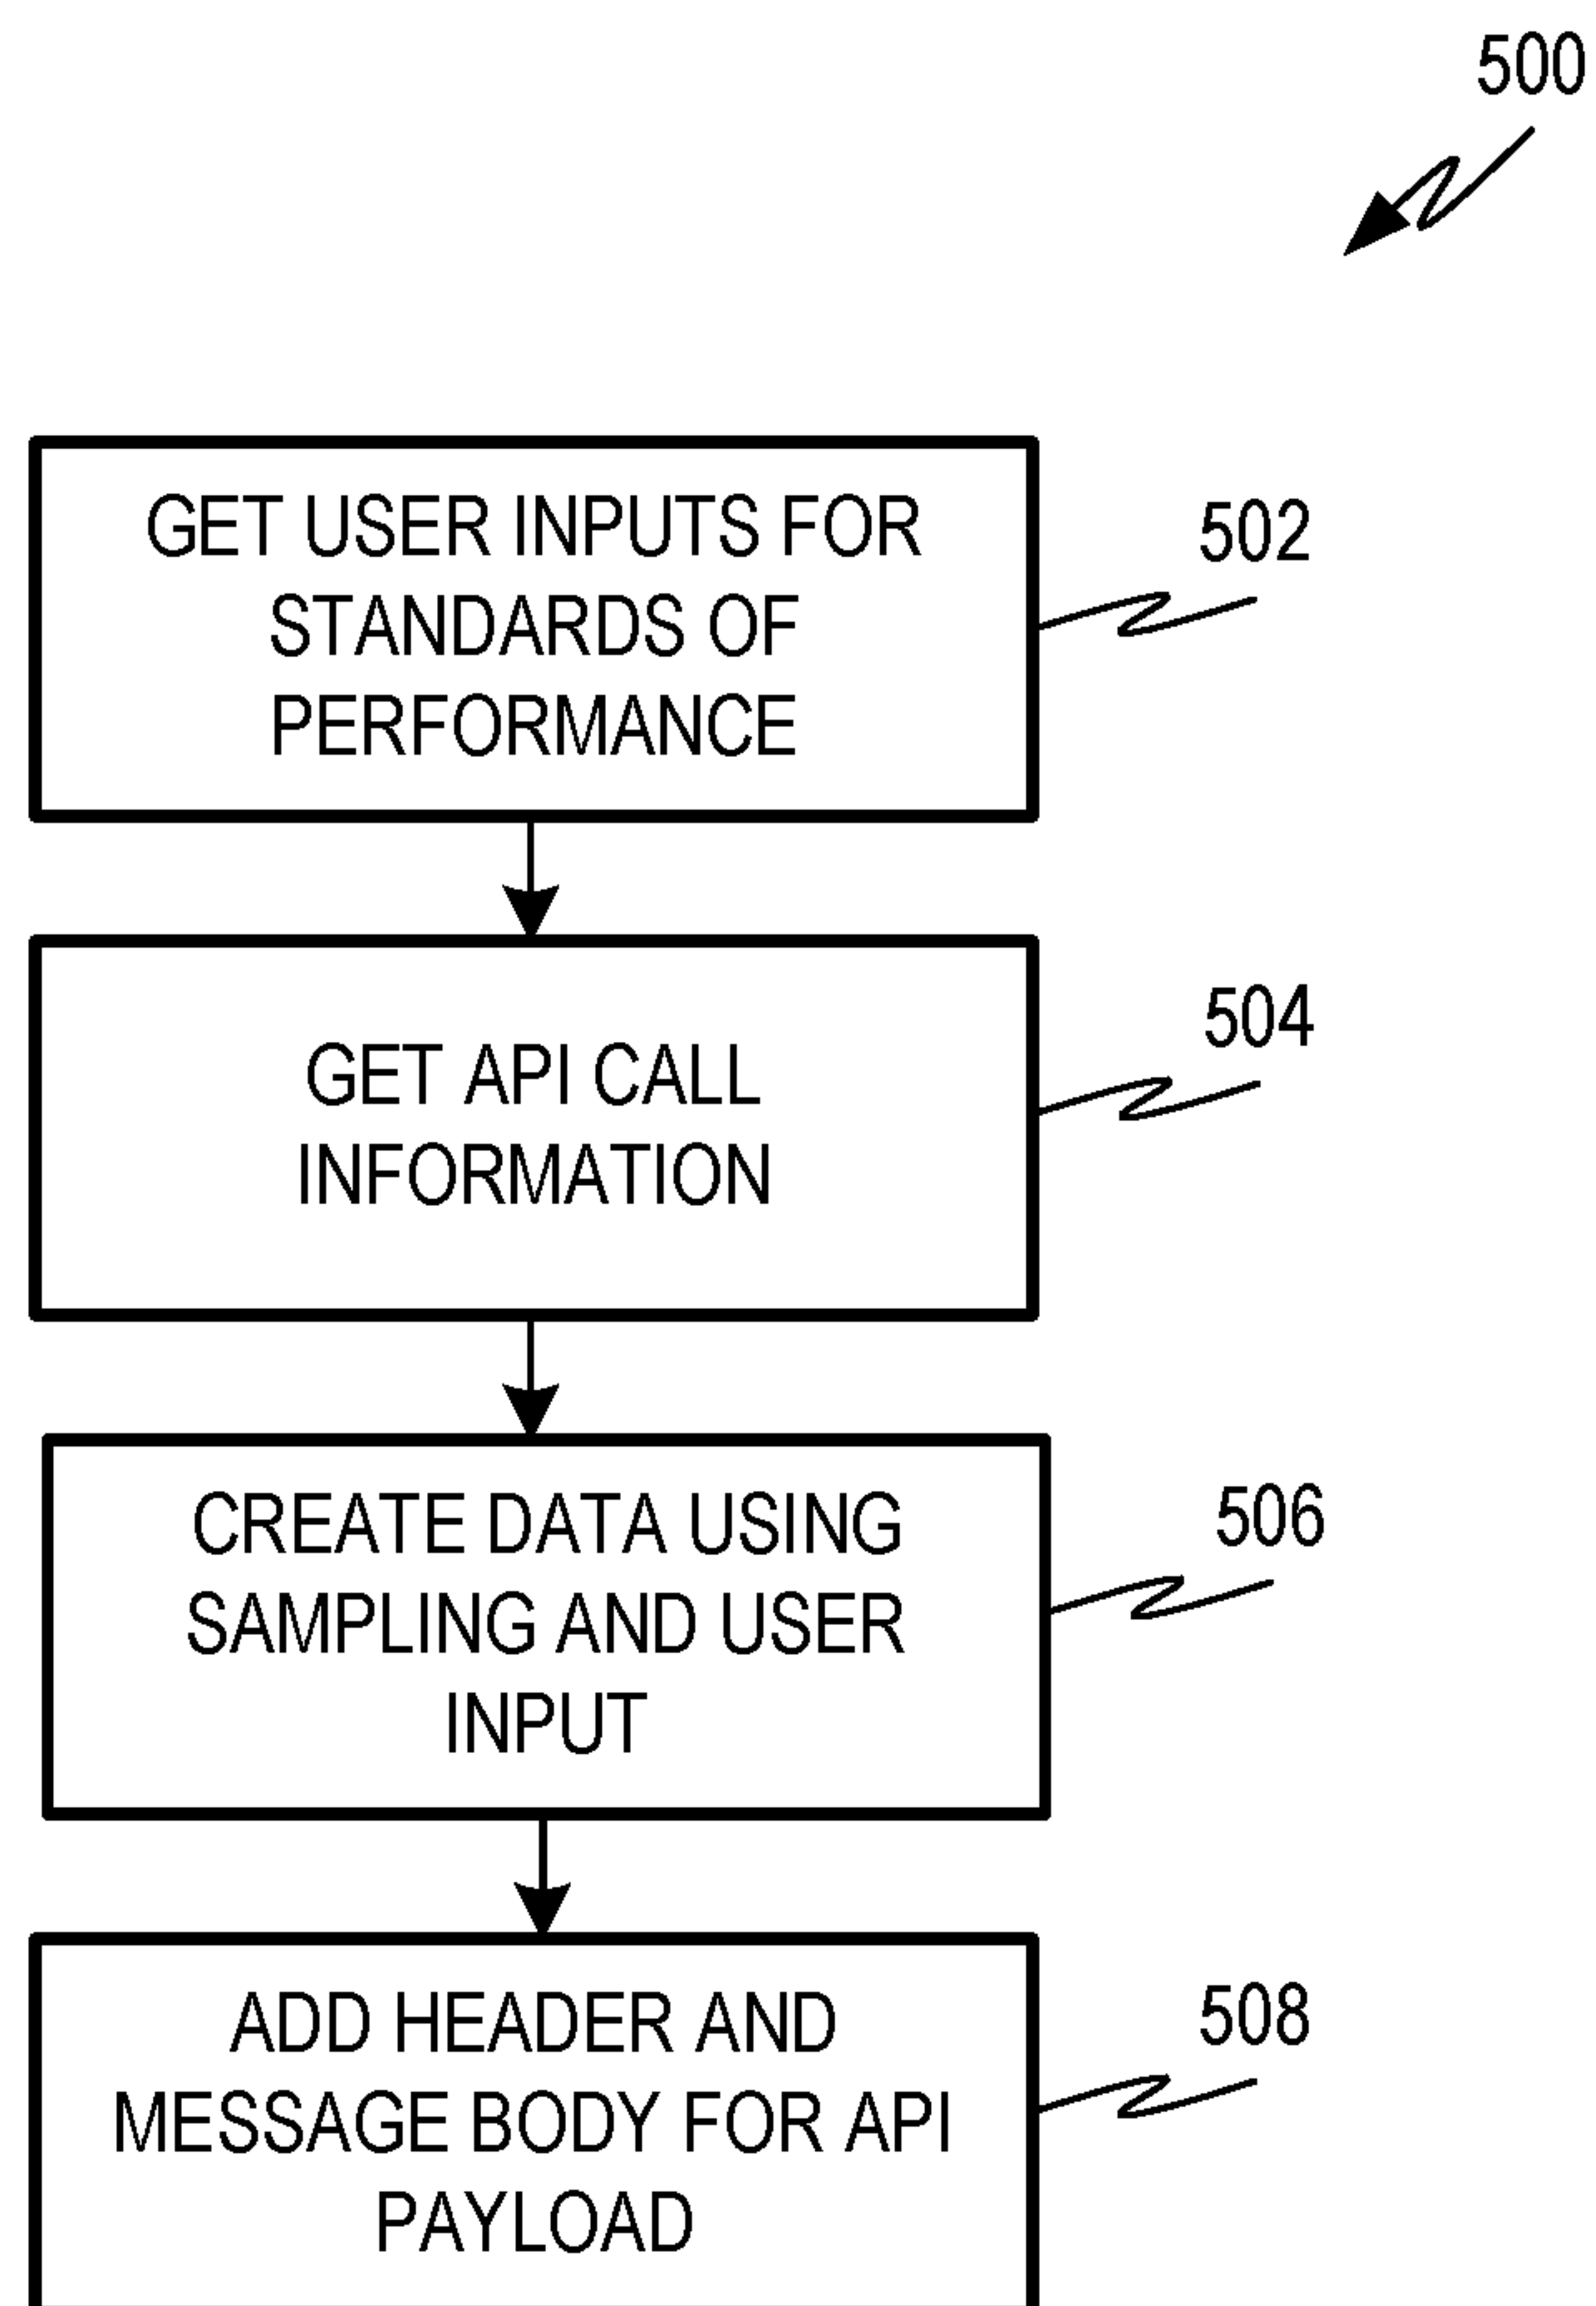 500
GET USER INPUTS FOR
STANDARDS OF
PERFORMANCE
502
GET API CALL
INFORMATION
504
CREATE DATA USING
SAMPLING AND USER
INPUT
506
ADD HEADER AND
MESSAGE BODY FOR API
PAYLOAD
508